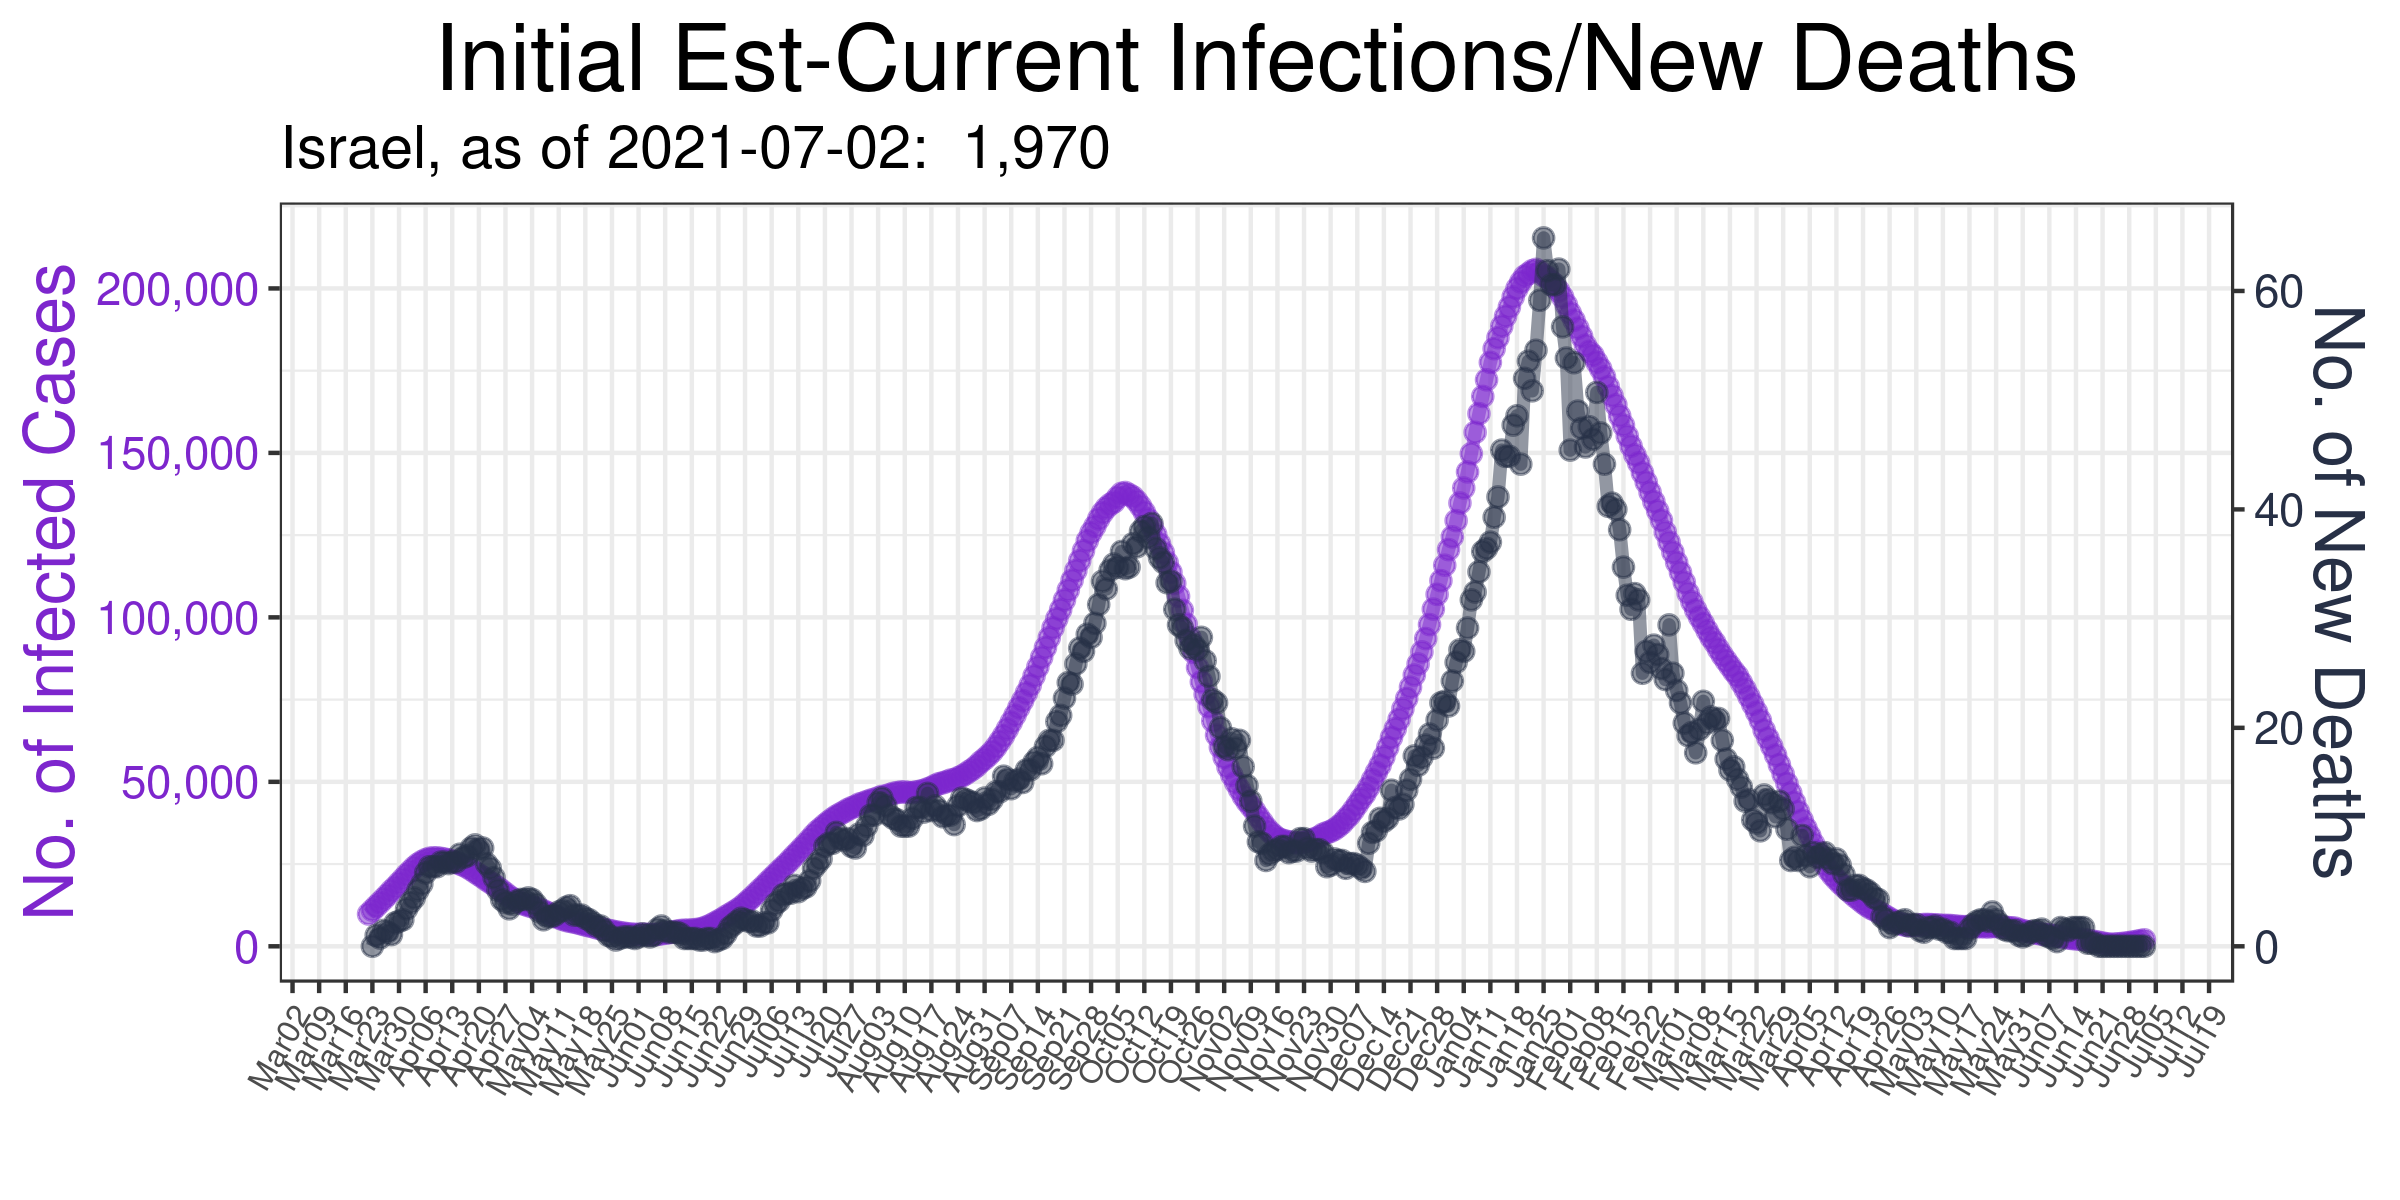 Initial Est-Current Infections/New Deaths
Israel, as of 2021-07-02:  1,970
No. of Infected Cases
200,000
150,000
100,000
50,000
0
60
40
20
0
No. of New Deaths
Mar02
Mar09
Mar16
Mar23
Mar30
Apr06
Apr13
Apr20
Apr27
May04
May11
May18
May25
Jun01
Jun08
Jun15
Jun22
Jun29
Jul06
Jul13
Jul20
Jul27
Aug03
Aug10
Aug17
Aug24
Aug31
Sep07
Sep14
Sep21
Sep28
Oct05
Oct12
Oct19
Oct26
Nov02
Nov09
Nov16
Nov23
Nov30
Dec07
Dec14
Dec21
Dec28
Jan04
Jan11
Jan18
Jan25
Feb01
Feb08
Feb15
Feb22
Mar01
Mar08
Mar15
Mar22
Mar29
Apr05
Apr12
Apr19
Apr26
May03
May10
May17
May24
May31
Jun07
Jun14
Jun21
Jun28
Jul05
Jul12
Jul19